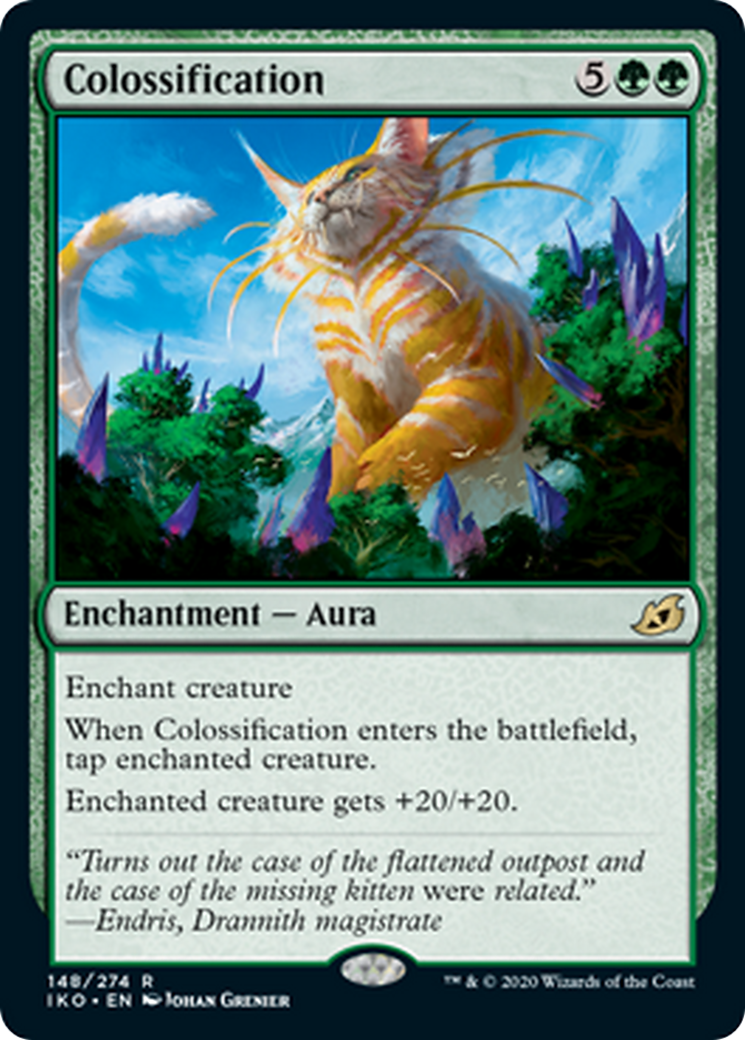 Colossification 5
Enchantment — Aura
Enchant creature
When Colossification enters the battlefield,
tap enchanted creature.
Enchanted creature gets +20/+20.
“Turns out the case of the flattened outpost and
the case of the missing kitten were related.”
—Endris, Drannith magistrate
148/274 R
IKO • EN Johan Grenier
™ & © 2020 Wizards of the Coast